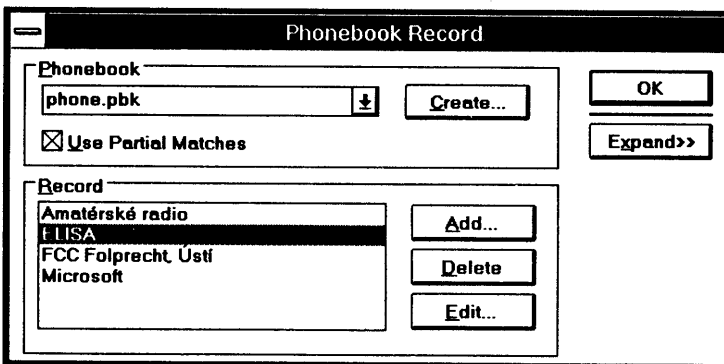 Phonebook Record
Phonebook
phone.pbk
Create...
Use Partial Matches
OK
Expand>>
Record
Amatérské radio
ELISA
FCC Folprecht, Ústí
Microsoft
Add...
Delete
Edit...